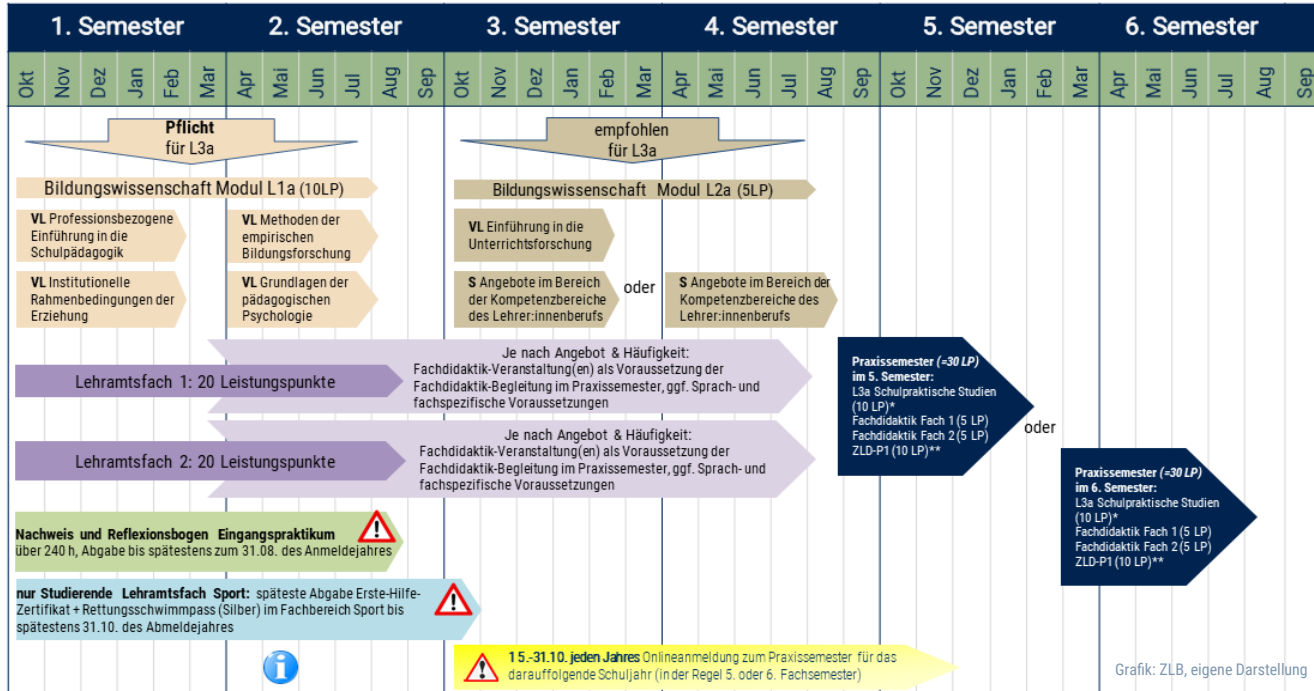 1. Semester
2. Semester
3. Semester
4. Semester
5. Semester
6. Semester
Okt
Nov
Dez
Jan
Feb
Mar
Apr
Mai
Jun
Jul
Aug
Sep
Okt
Nov
Dez
Jan
Feb
Mar
Apr
Mai
Jun
Jul
Aug
Sep
Okt
Nov
Dez
Jan
Feb
Mar
Apr
Mai
Jun
Jul
Aug
Sep
Pflicht
für L3a
empfohlen
für L3a
Bildungswissenschaft Modul L1a (10LP)
Bildungswissenschaft Modul L2a (5LP)
VL Professionsbezogene
Einführung in die
Schulpädagogik
VL Methoden der
empirischen
Bildungsforschung
VL Einführung in die
Unterrichtsforschung
VL Institutionelle
Rahmenbedingungen der
Erziehung
VL Grundlagen der
pädagogischen
Psychologie
S Angebote im Bereich
der Kompetenzbereiche
des Lehrer:innenberufs
oder
S Angebote im Bereich der
Kompetenzbereiche des
Lehrer:innenberufs
Lehramtsfach 1: 20 Leistungspunkte
Je nach Angebot & Häufigkeit:
Fachdidaktik-Veranstaltung(en) als Voraussetzung der
Fachdidaktik-Begleitung im Praxissemester, ggf. Sprach- und
fachspezifische Voraussetzungen
Lehramtsfach 2: 20 Leistungspunkte
Je nach Angebot & Häufigkeit:
Fachdidaktik-Veranstaltung(en) als Voraussetzung der
Fachdidaktik-Begleitung im Praxissemester, ggf. Sprach- und
fachspezifische Voraussetzungen
Praxissemester (=30 LP)
im 5. Semester:
L3a Schulpraktische Studien
(10 LP)*
Fachdidaktik Fach 1 (5 LP)
Fachdidaktik Fach 2 (5 LP)
ZLD-P1 (10 LP)**
oder
Praxissemester (=30 LP)
im 6. Semester:
L3a Schulpraktische Studien
(10 LP)*
Fachdidaktik Fach 1 (5 LP)
Fachdidaktik Fach 2 (5 LP)
ZLD-P1 (10 LP)**
Nachweis und Reflexionsbogen Eingangspraktikum
über 240 h, Abgabe bis spätestens zum 31.08. des Anmeldejahres
!
nur Studierende Lehramtsfach Sport: späteste Abgabe Erste-Hilfe-
Zertifikat + Rettungsschwimmpass (Silber) im Fachbereich Sport bis
spätestens 31.10. des Abmeldejahres
!
i
!
15.-31.10. jeden Jahres Onlineanmeldung zum Praxissemester für das
darauffolgende Schuljahr (in der Regel 5. oder 6. Fachsemester)
Grafik: ZLB, eigene Darstellung